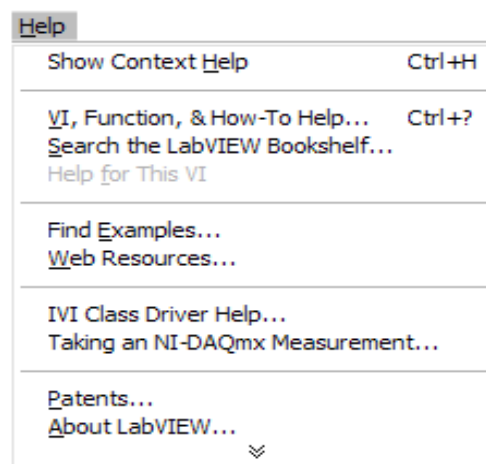 Help
Show Context Help Ctrl+H
VI, Function, & How-To Help... Ctrl+?
Search the LabVIEW Bookshelf...
Help for This VI
Find Examples...
Web Resources...
IVI Class Driver Help...
Taking an NI-DAQmx Measurement...
Patents...
About LabVIEW...